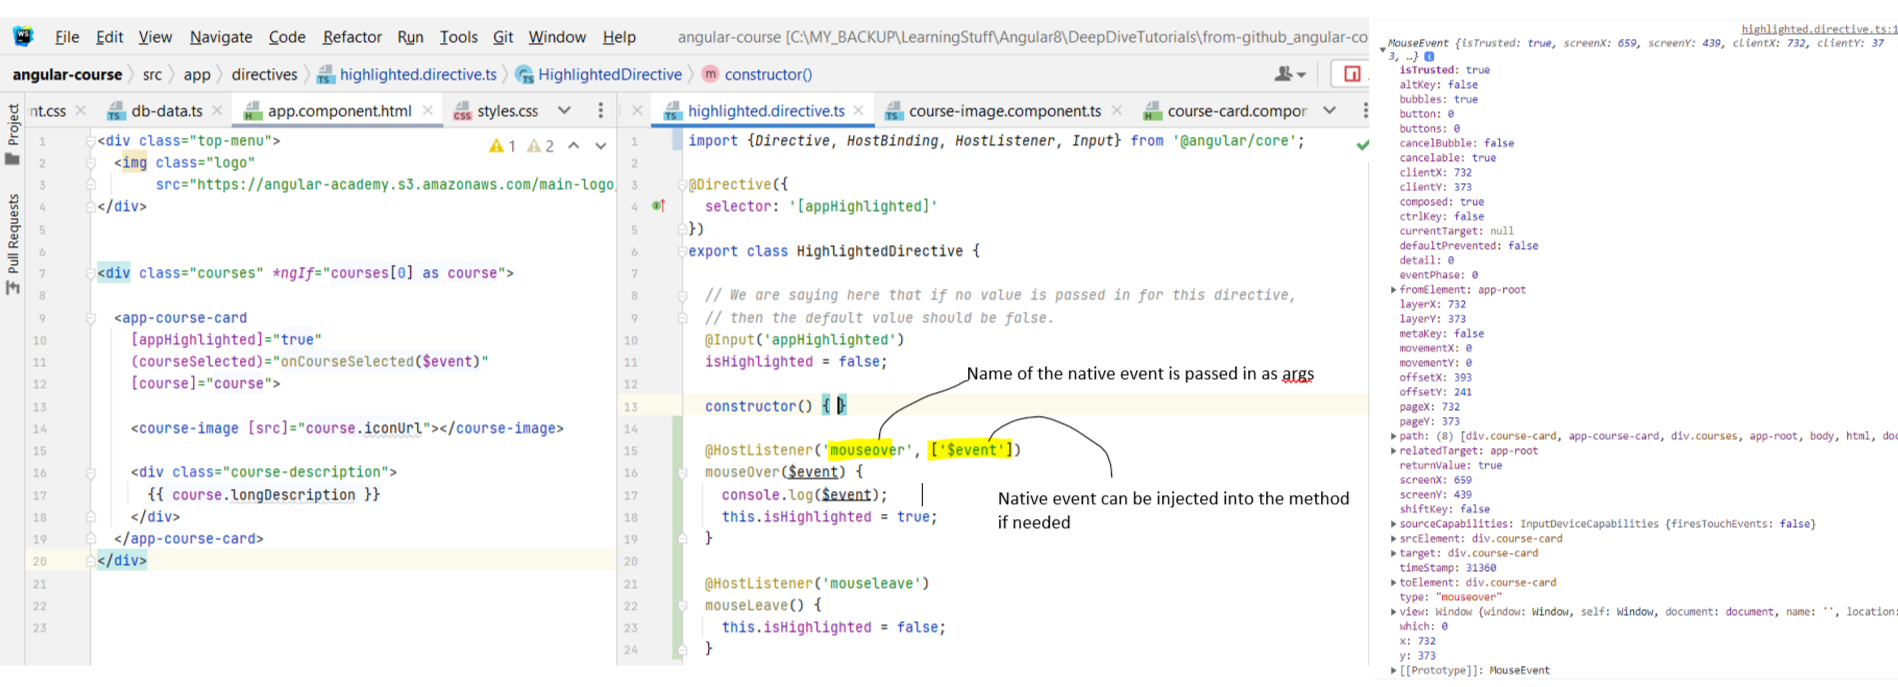 WS File Edit View Navigate Code Refactor Run Tools Git Window Help angular-course [C:\MY_BACKUP\LearningStuff\Angular8\DeepDiveTutorials\from-github_angular-co
angular-course src app directives highlighted.directive.ts HighlightedDirective m constructor()
nt.css db-data.ts app.component.html styles.css
highlighted.directive.ts course-image.component.ts course-card.compor
Project
Pull Requests
1 <div class="top-menu"> 1 2
2 <img class="logo"
3 src="https://angular-academy.s3.amazonaws.com/main-logo
4 </div>
5
6
7 <div class="courses" *ngIf="courses[0] as course">
8
9 <app-course-card
10 [appHighlighted]="true"
11 (courseSelected)="onCourseSelected($event)"
12 [course]="course">
13
14 <course-image [src]="course.iconUrl"></course-image>
15
16 <div class="course-description">
17 {{ course.longDescription }}
18 </div>
19 </app-course-card>
20 </div>
21
22
23
1 import {Directive, HostBinding, HostListener, Input} from '@angular/core';
2
3 @Directive({
4 selector: '[appHighlighted]'
5 })
6 export class HighlightedDirective {
7
8 // We are saying here that if no value is passed in for this directive,
9 // then the default value should be false.
10 @Input('appHighlighted')
11 isHighlighted = false;
12
Name of the native event is passed in as args
13 constructor() { }
14
15 @HostListener('mouseover', ['$event'])
16 mouseOver($event) {
17 console.log($event);
18 this.isHighlighted = true;
19 }
20
Native event can be injected into the method
if needed
21 @HostListener('mouseleave')
22 mouseLeave() {
23 this.isHighlighted = false;
24 }
highlighted.directive.ts:1
MouseEvent {isTrusted: true, screenX: 659, screenY: 439, clientX: 732, clientY: 37
3, …} i
isTrusted: true
altKey: false
bubbles: true
button: 0
buttons: 0
cancelBubble: false
cancelable: true
clientX: 732
clientY: 373
composed: true
ctrlKey: false
currentTarget: null
defaultPrevented: false
detail: 0
eventPhase: 0
fromElement: app-root
layerX: 732
layerY: 373
metaKey: false
movementX: 0
movementY: 0
offsetX: 393
offsetY: 241
pageX: 732
pageY: 373
path: (8) [div.course-card, app-course-card, div.courses, app-root, body, html, doc
relatedTarget: app-root
returnValue: true
screenX: 659
screenY: 439
shiftKey: false
sourceCapabilities: InputDeviceCapabilities {firesTouchEvents: false}
srcElement: div.course-card
target: div.course-card
timeStamp: 31360
toElement: div.course-card
type: "mouseover"
view: Window {window: Window, self: Window, document: document, name: '', location:
which: 0
x: 732
y: 373
[[Prototype]]: MouseEvent